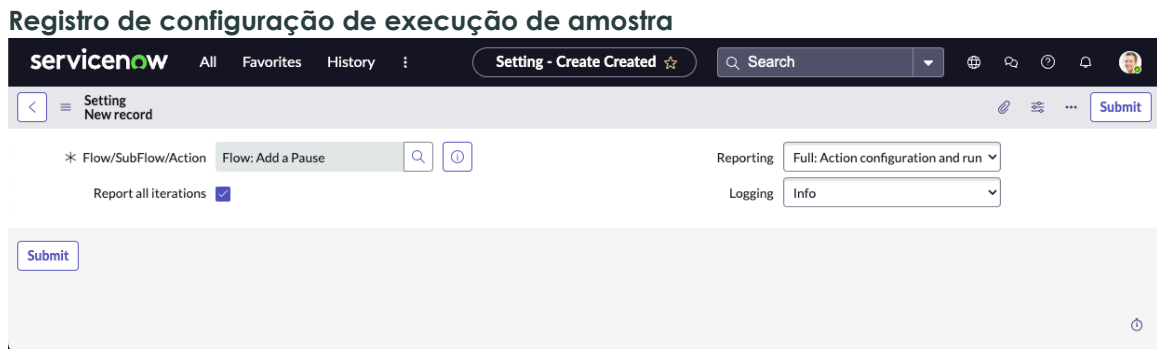 Registro de configuração de execução de amostra
servicenow All Favorites History Setting - Create Created Search
Setting
New record
Submit
Flow/SubFlow/Action Flow: Add a Pause Reporting Full: Action configuration and run
Report all iterations Logging Info
Submit